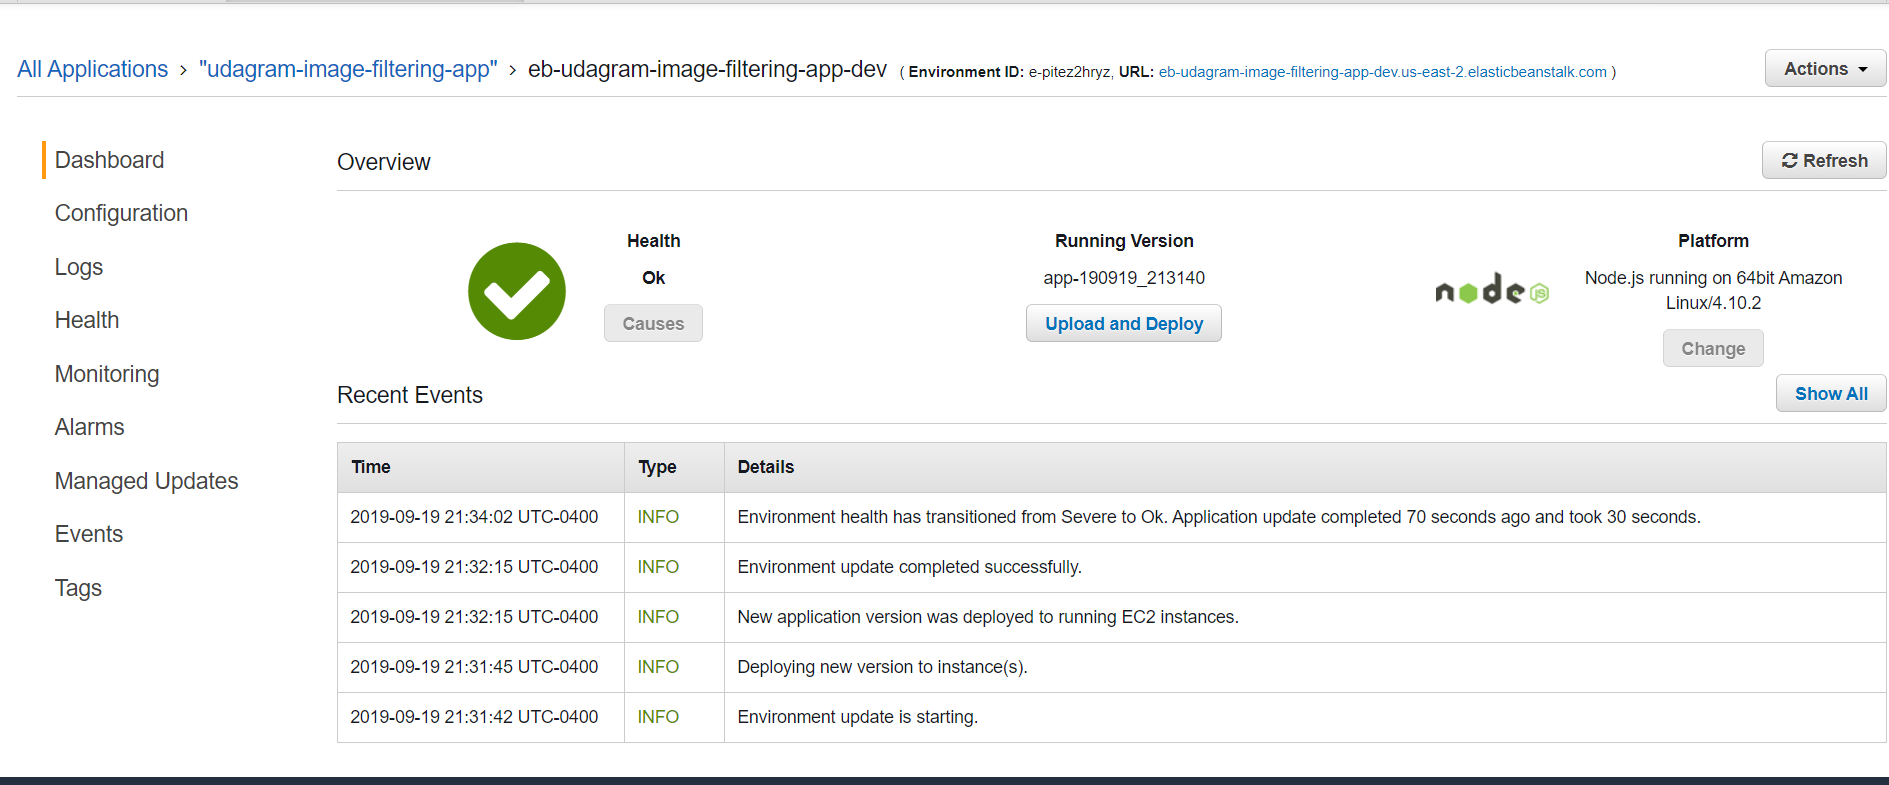 All Applications › "udagram-image-filtering-app" › eb-udagram-image-filtering-app-dev ( Environment ID: e-pitez2hryz, URL: eb-udagram-image-filtering-app-dev.us-east-2.elasticbeanstalk.com )
Actions
Dashboard
Configuration
Logs
Health
Monitoring
Alarms
Managed Updates
Events
Tags
Overview
Refresh
Health
Ok
Causes
Running Version
app-190919_213140
Upload and Deploy
node JS
Platform
Node.js running on 64bit Amazon
Linux/4.10.2
Change
Recent Events
Show All
Time Type Details
2019-09-19 21:34:02 UTC-0400 INFO Environment health has transitioned from Severe to Ok. Application update completed 70 seconds ago and took 30 seconds.
2019-09-19 21:32:15 UTC-0400 INFO Environment update completed successfully.
2019-09-19 21:32:15 UTC-0400 INFO New application version was deployed to running EC2 instances.
2019-09-19 21:31:45 UTC-0400 INFO Deploying new version to instance(s).
2019-09-19 21:31:42 UTC-0400 INFO Environment update is starting.